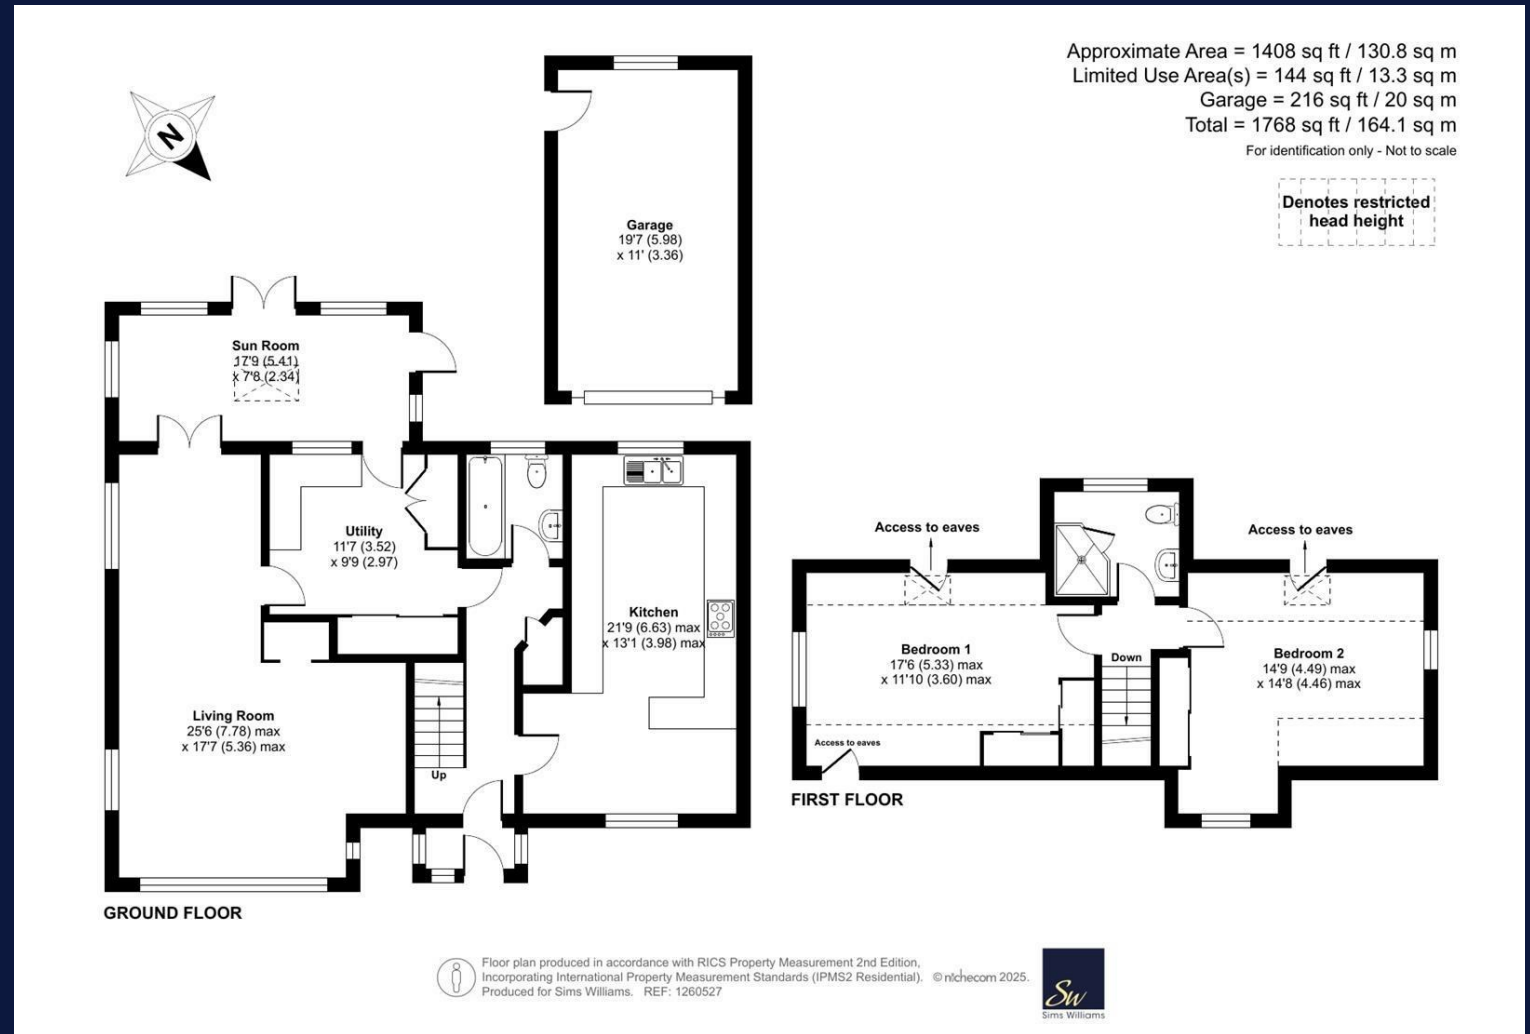 Approximate Area = 1408 sq ft / 130.8 sq m
Limited Use Area(s) = 144 sq ft / 13.3 sq m
Garage = 216 sq ft / 20 sq m
Total = 1768 sq ft / 164.1 sq m
For identification only - Not to scale
Denotes restricted
head height
N
Garage
19'7 (5.98)
x 11' (3.36)
Sun Room
17'9 (5.41)
x 7'8 (2.34)
Utility
11'7 (3.52)
x 9'9 (2.97)
Kitchen
21'9 (6.63) max
x 13'1 (3.98) max
Living Room
25'6 (7.78) max
x 17'7 (5.36) max
Up
GROUND FLOOR
Access to eaves
Access to eaves
Bedroom 1
17'6 (5.33) max
x 11'10 (3.60) max
Down
Bedroom 2
14'9 (4.49) max
x 14'8 (4.46) max
Access to eaves
FIRST FLOOR
Floor plan produced in accordance with RICS Property Measurement 2nd Edition,
Incorporating International Property Measurement Standards (IPMS2 Residential). © nichecom 2025.
Produced for Sims Williams. REF: 1260527
Sw
Sims Williams